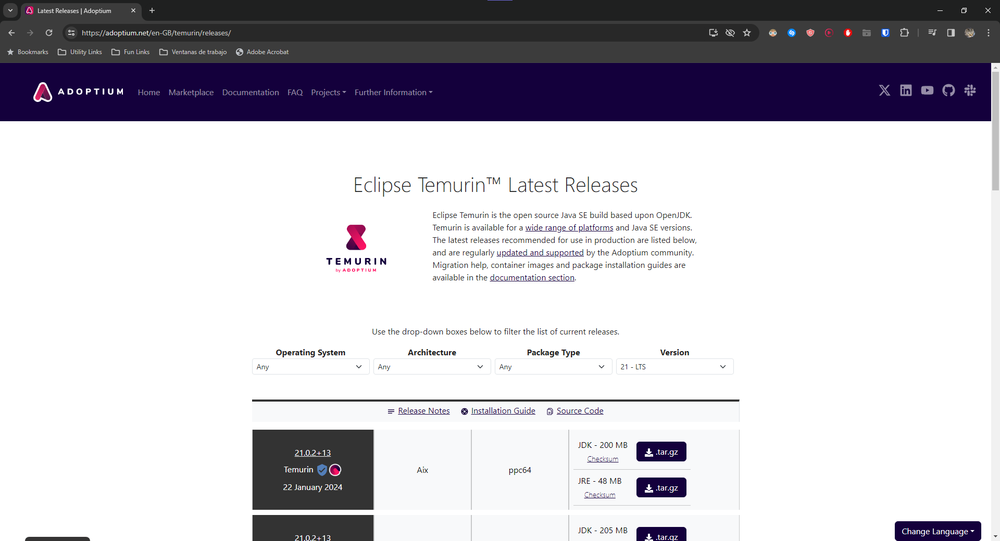 Latest Releases | Adoptium
https://adoptium.net/en-GB/temurin/releases/
Bookmarks
Utility Links
Fun Links
Ventanas de trabajo
Adobe Acrobat
ADOPTIUM
Home
Marketplace
Documentation
FAQ
Projects
Further Information
Eclipse Temurin™ Latest Releases
TEMURIN
by ADOPTIUM
Eclipse Temurin is the open source Java SE build based upon OpenJDK.
Temurin is available for a wide range of platforms and Java SE versions.
The latest releases recommended for use in production are listed below,
and are regularly updated and supported by the Adoptium community.
Migration help, container images and package installation guides are
available in the documentation section.
Use the drop-down boxes below to filter the list of current releases.
Operating System
Architecture
Package Type
Version
Any
Any
Any
21 - LTS
Release Notes
Installation Guide
Source Code
21.0.2+13
Temurin
22 January 2024
Aix
ppc64
JDK - 200 MB
Checksum
.tar.gz
JRE - 48 MB
Checksum
.tar.gz
21.0.2+13
JDK - 205 MB
.tar.gz
Change Language